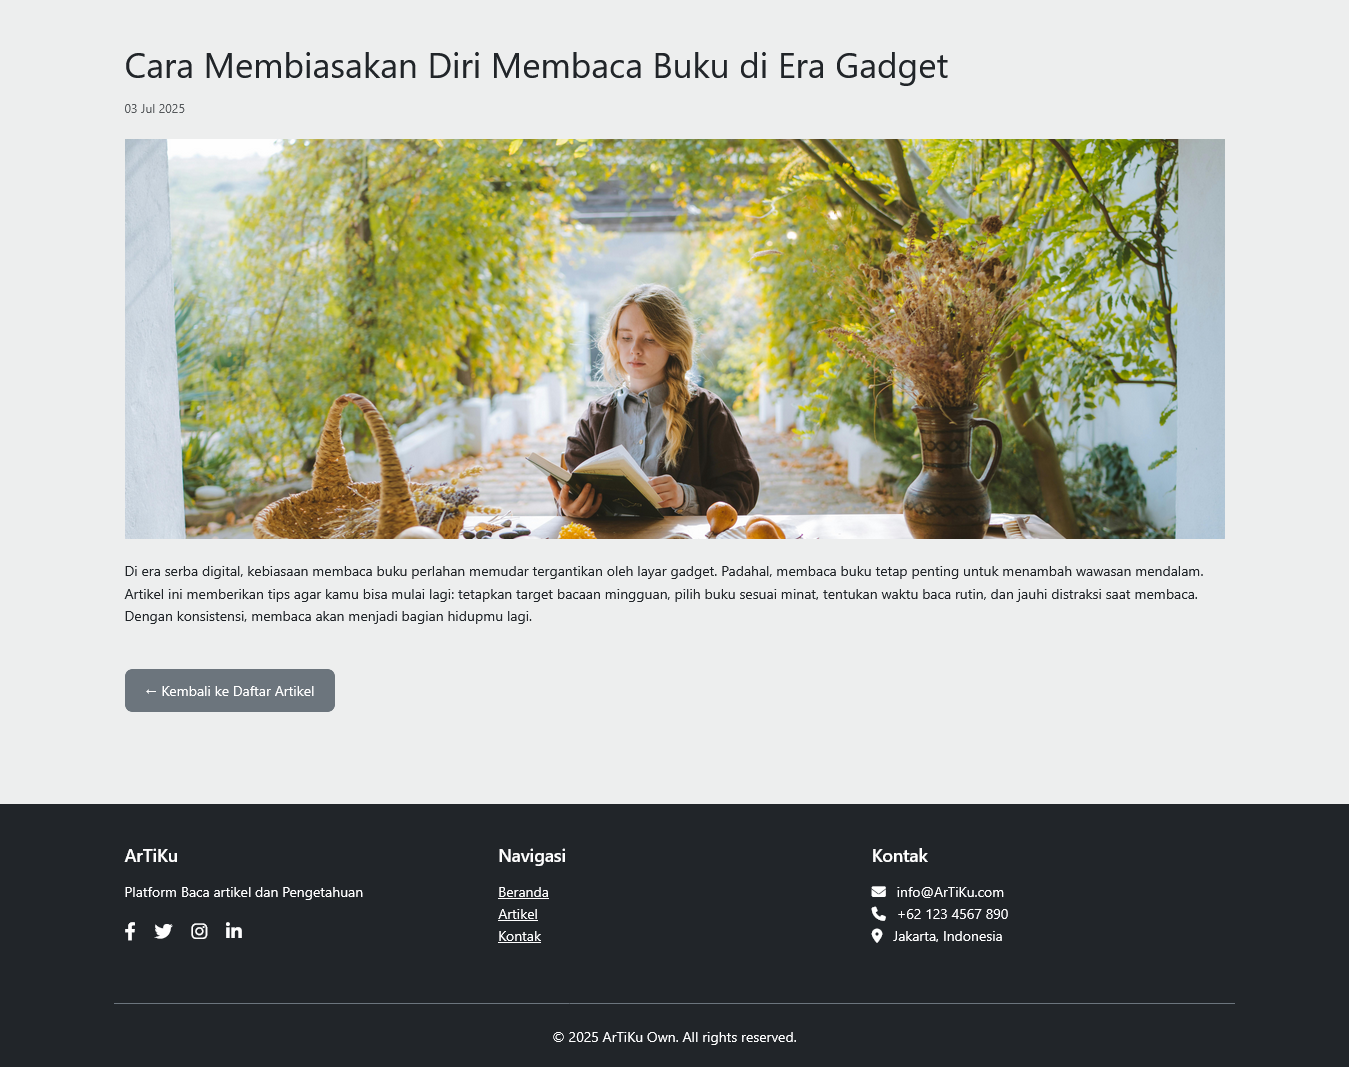 Cara Membiasakan Diri Membaca Buku di Era Gadget
03 Jul 2025
Di era serba digital, kebiasaan membaca buku perlahan memudar tergantikan oleh layar gadget. Padahal, membaca buku tetap penting untuk menambah wawasan mendalam.
Artikel ini memberikan tips agar kamu bisa mulai lagi: tetapkan target bacaan mingguan, pilih buku sesuai minat, tentukan waktu baca rutin, dan jauhi distraksi saat membaca.
Dengan konsistensi, membaca akan menjadi bagian hidupmu lagi.
← Kembali ke Daftar Artikel
ArTiKu
Platform Baca artikel dan Pengetahuan
Navigasi
Beranda
Artikel
Kontak
Kontak
info@ArTiKu.com
+62 123 4567 890
Jakarta, Indonesia
© 2025 ArTiKu Own. All rights reserved.